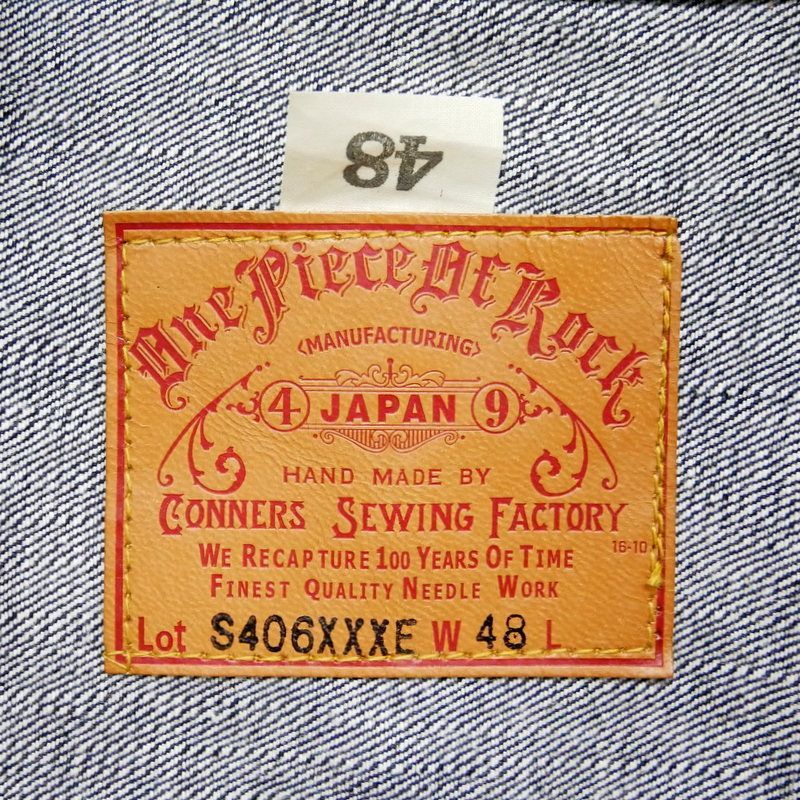 48
One Piece Of Rock
<MANUFACTURING>
4 JAPAN 9
HAND MADE BY
CONNERS SEWING FACTORY
16-10
WE RECAPTURE 100 YEARS OF TIME
FINEST QUALITY NEEDLE WORK
Lot S406XXXE W 48 L